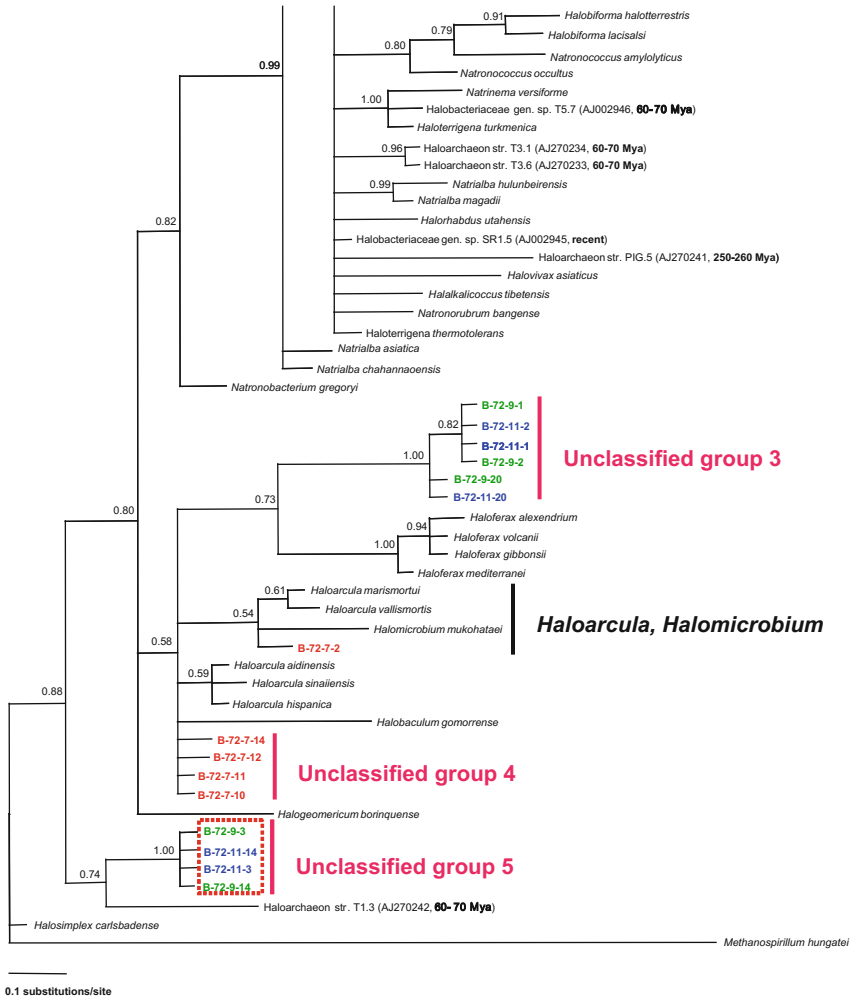 0.91
Halobiforma halotterrestris
Halobiforma lacisalsi
0.79
0.80
Natronococcus amylolyticus
Natronococcus occultus
0.99
Natrinema versiforme
1.00
Halobacteriaceae gen. sp. T5.7 (AJ002946, 60-70 Mya)
Haloterrigena turkmenica
0.96
Haloarchaeon str. T3.1 (AJ270234, 60-70 Mya)
Haloarchaeon str. T3.6 (AJ270233, 60-70 Mya)
0.99
Natrialba hulunbeirensis
Natrialba magadii
Halorhabdus utahensis
0.82
Halobacteriaceae gen. sp. SR1.5 (AJ002945, recent)
Haloarchaeon str. PIG.5 (AJ270241, 250-260 Mya)
Halovivax asiaticus
Halalkalicoccus tibetensis
Natronorubrum bangense
Haloterrigena thermotolerans
Natrialba asiatica
Natrialba chahannaoensis
Natronobacterium gregoryi
B-72-9-1
0.82
B-72-11-2
B-72-11-1
B-72-9-2
1.00
B-72-9-20
B-72-11-20
Unclassified group 3
0.80
0.73
Haloferax alexendrium
0.94
Haloferax volcanii
1.00
Haloferax gibbonsii
Haloferax mediterranei
0.61
Haloarcula marismortui
Haloarcula vallismortis
0.54
Halomicrobium mukohataei
B-72-7-2
Haloarcula, Halomicrobium
0.58
Haloarcula aidinensis
0.59
Haloarcula sinaiiensis
Haloarcula hispanica
0.88
Halobaculum gomorrense
B-72-7-14
B-72-7-12
B-72-7-11
B-72-7-10
Unclassified group 4
Halogeomericum borinquense
B-72-9-3
1.00
B-72-11-14
B-72-11-3
B-72-9-14
Unclassified group 5
0.74
Haloarchaeon str. T1.3 (AJ270242, 60- 70 Mya)
Halosimplex carlsbadense
Methanospirillum hungatei
0.1 substitutions/site